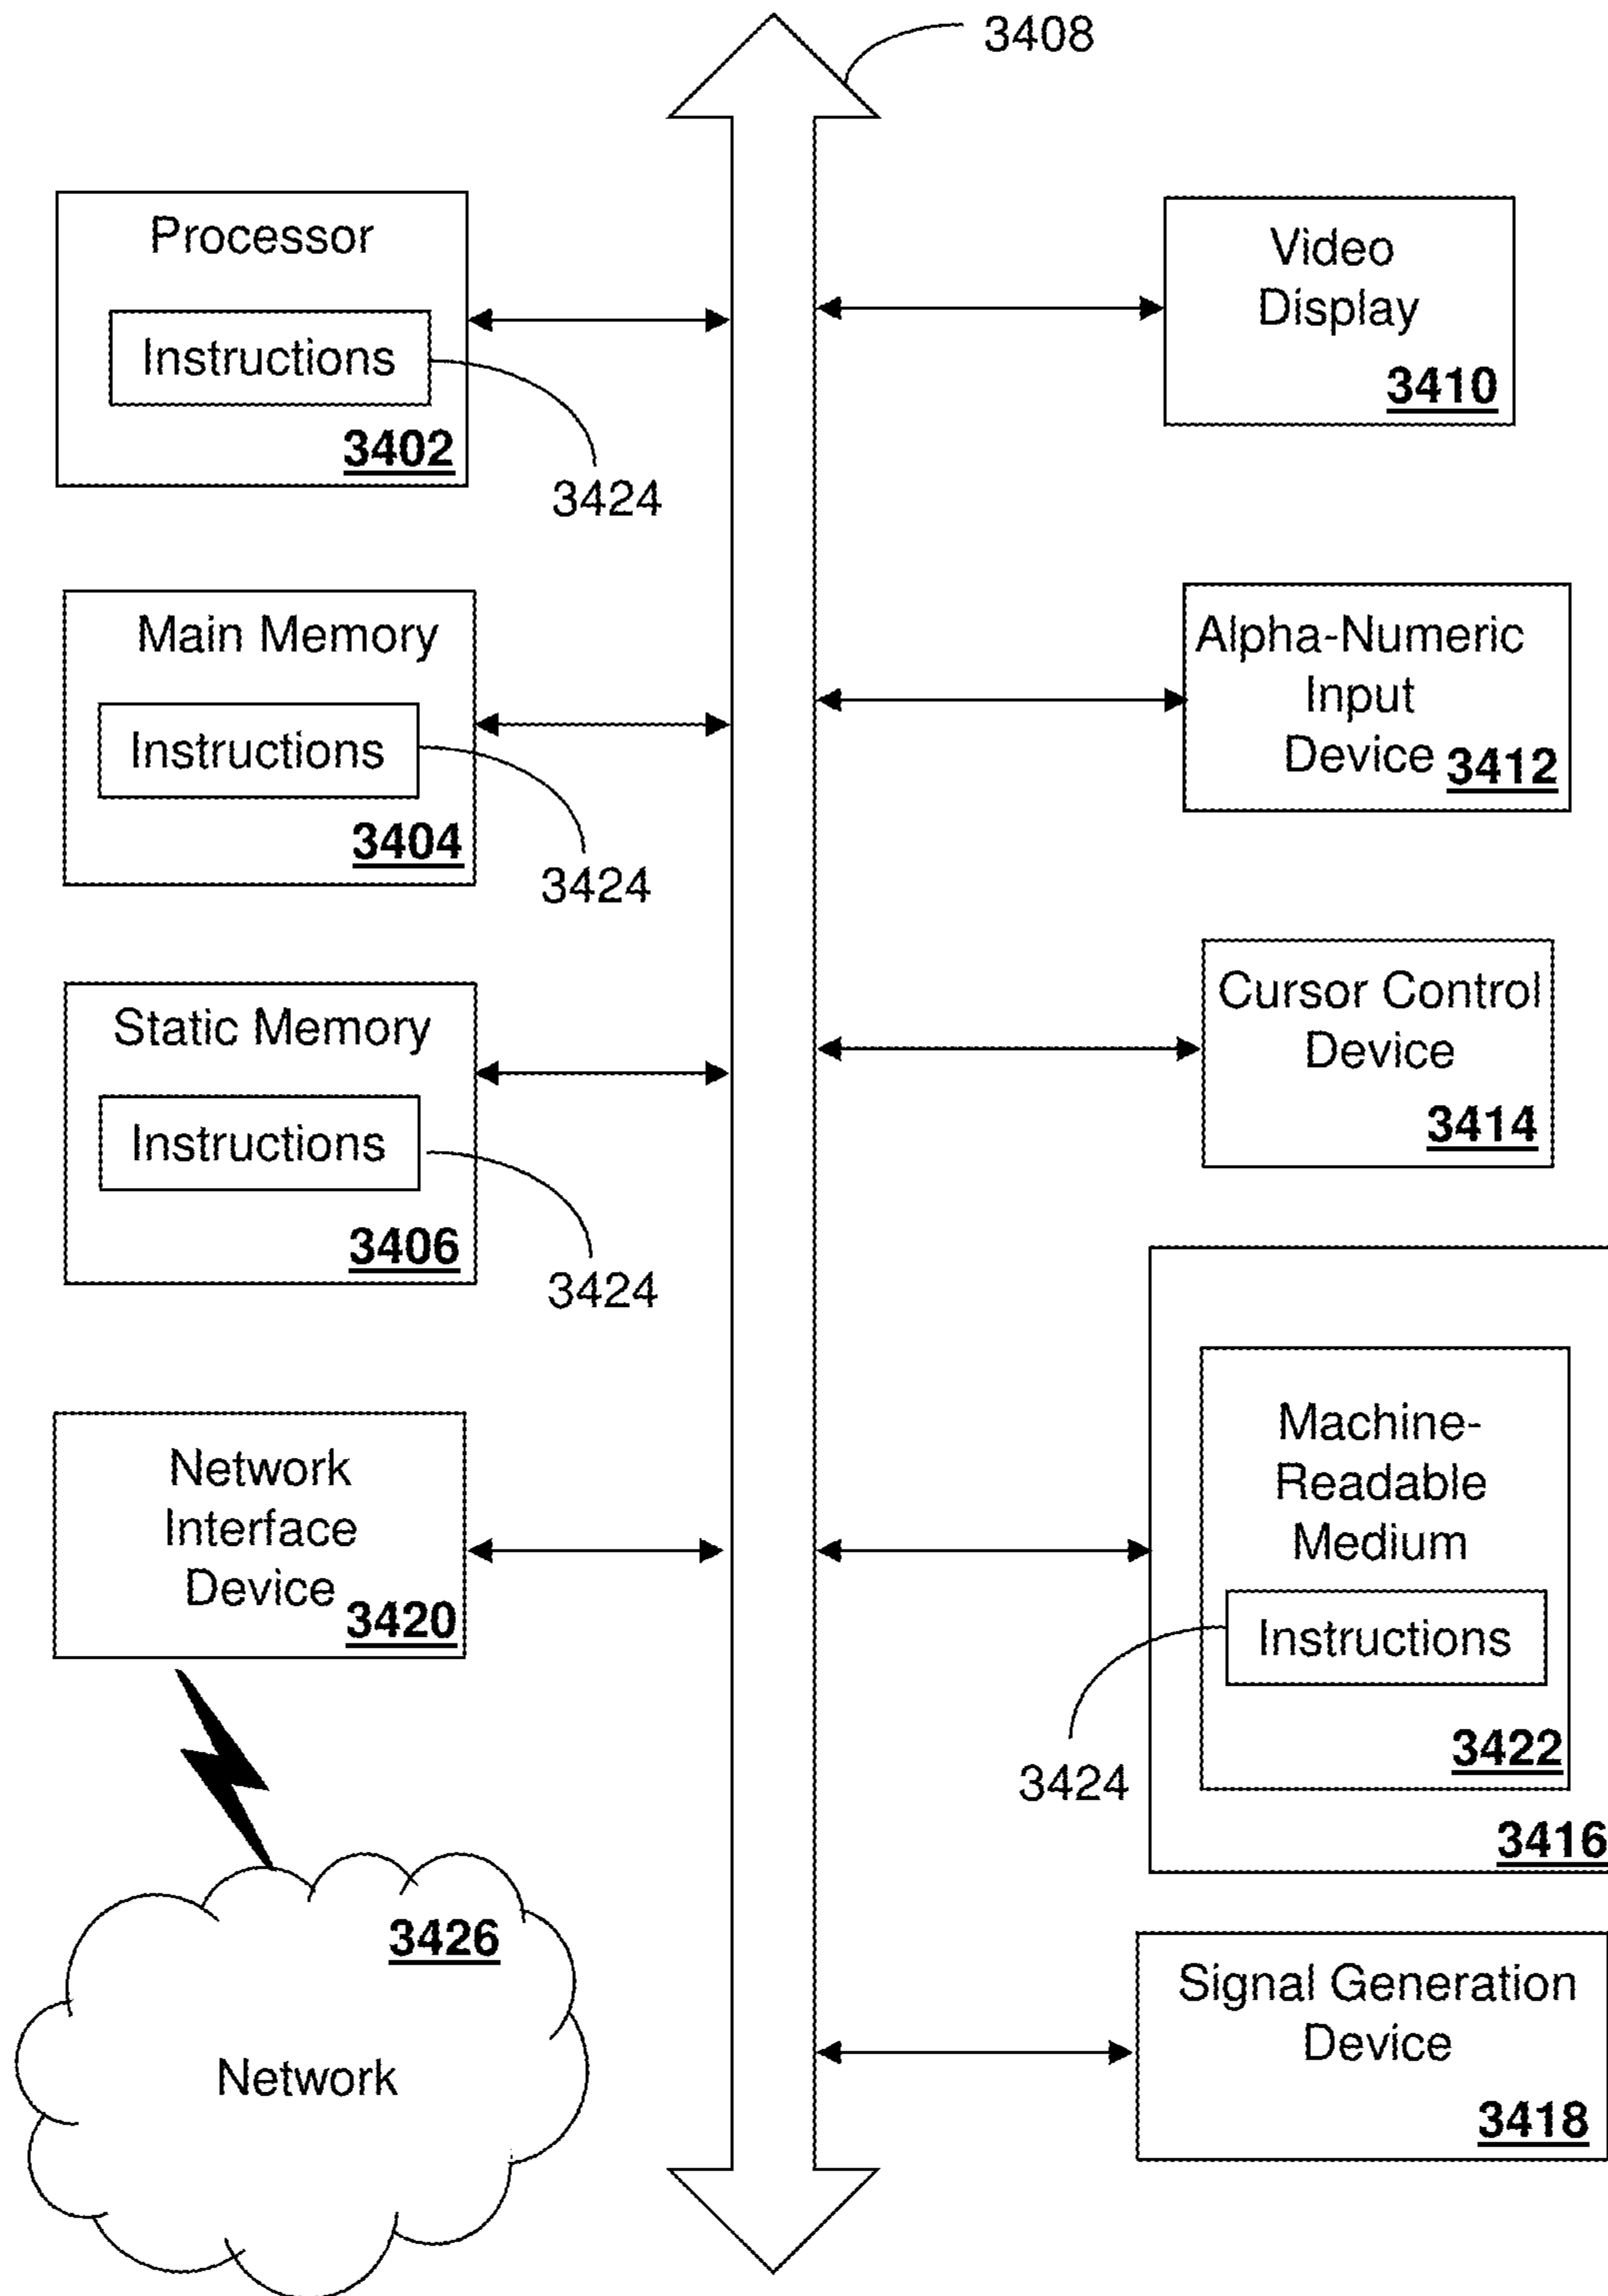 3408
Processor
Instructions
3402
3424
Main Memory
Instructions
3404
3424
Static Memory
Instructions
3406
3424
Network
Interface
Device
3420
3426
Network
Video
Display
3410
Alpha-Numeric
Input
Device 3412
Cursor Control
Device
3414
Machine-
Readable
Medium
Instructions
3422
3424
3416
Signal Generation
Device
3418